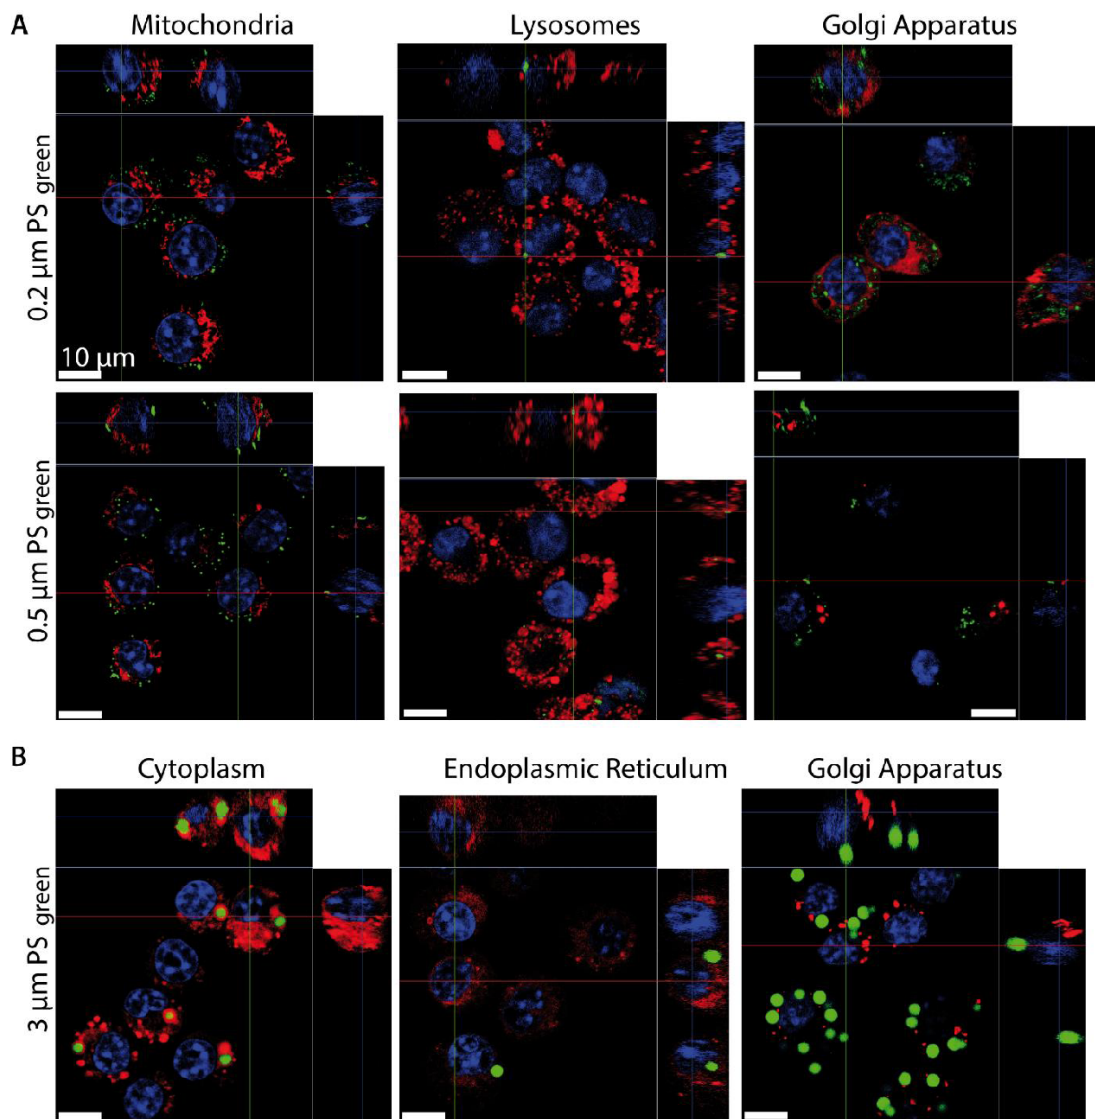 A
Mitochondria
Lysosomes
Golgi Apparatus
0.2 µm PS green
10 µm
0.5 µm PS green
B
Cytoplasm
Endoplasmic Reticulum
Golgi Apparatus
3 µm PS green